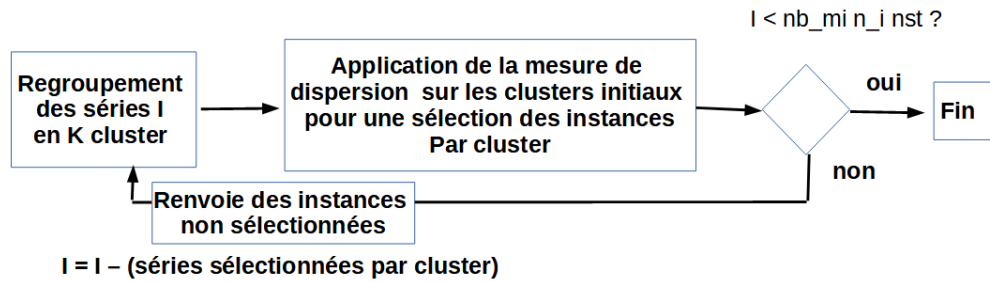 I < nb_mi n_i nst ?
Regroupement
des séries I
en K cluster
Application de la mesure de
dispersion sur les clusters initiaux
pour une sélection des instances
Par cluster
oui
Fin
non
Renvoie des instances
non sélectionnées
I = I – (séries sélectionnées par cluster)